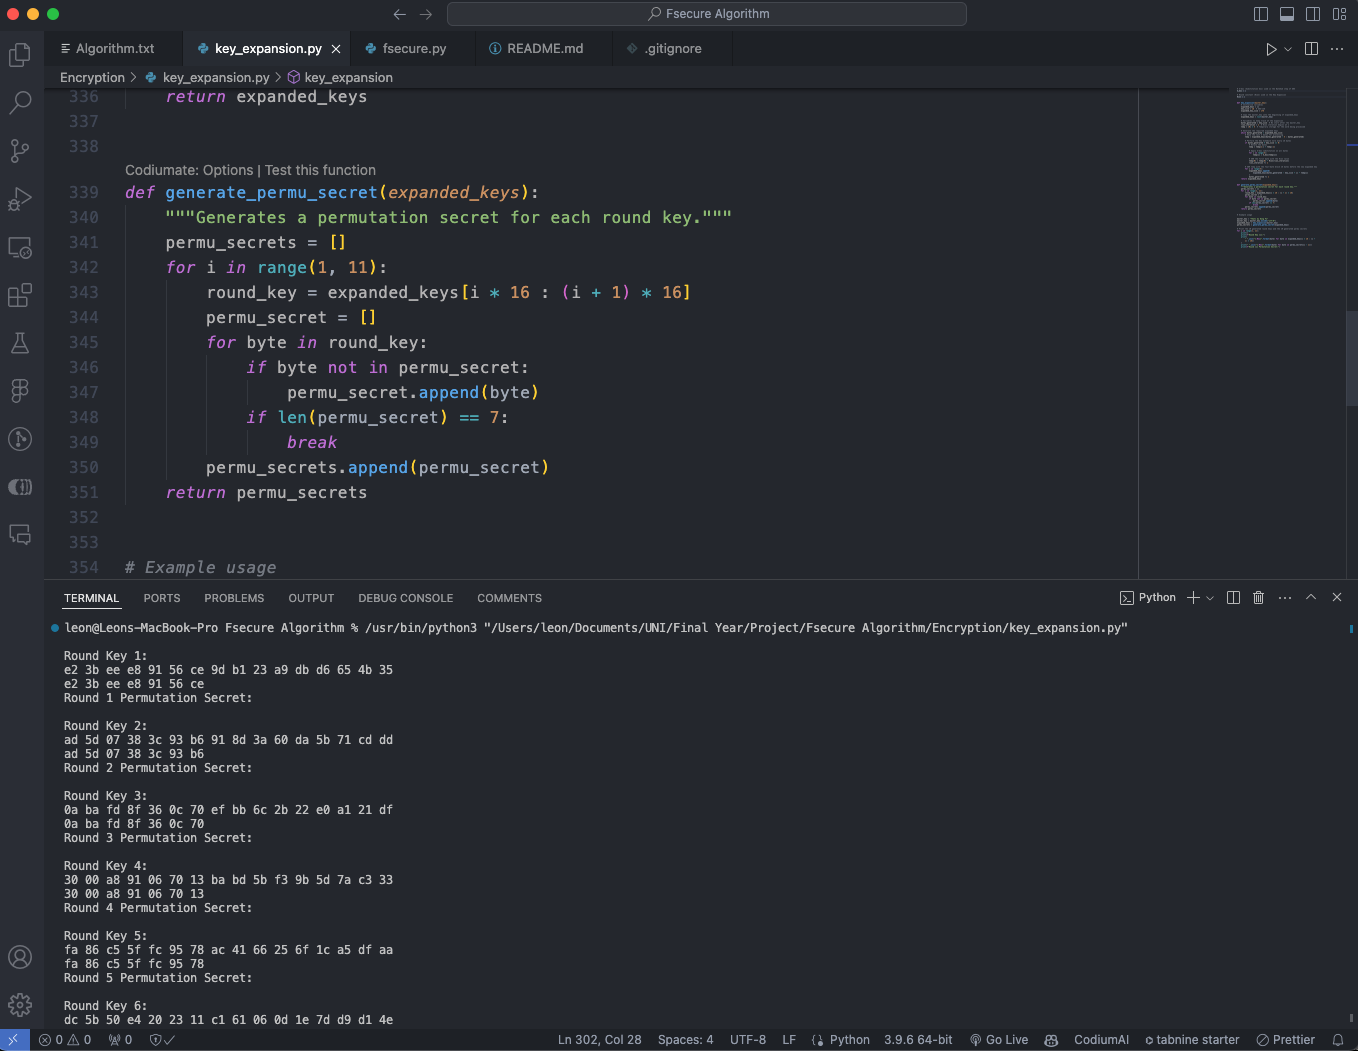 Fsecure Algorithm
Algorithm.txt
key_expansion.py
fsecure.py
README.md
.gitignore
Encryption > key_expansion.py > key_expansion
336 return expanded_keys
337
338
Codiumate: Options | Test this function
339 def generate_permu_secret(expanded_keys):
340 """Generates a permutation secret for each round key."""
341 permu_secrets = []
342 for i in range(1, 11):
343 round_key = expanded_keys[i * 16 : (i + 1) * 16]
344 permu_secret = []
345 for byte in round_key:
346 if byte not in permu_secret:
347 permu_secret.append(byte)
348 if len(permu_secret) == 7:
349 break
350 permu_secrets.append(permu_secret)
351 return permu_secrets
352
353
354 # Example usage
TERMINAL PORTS PROBLEMS OUTPUT DEBUG CONSOLE COMMENTS
Python
leon@Leons-MacBook-Pro Fsecure Algorithm % /usr/bin/python3 "/Users/leon/Documents/UNI/Final Year/Project/Fsecure Algorithm/Encryption/key_expansion.py"
Round Key 1:
e2 3b ee e8 91 56 ce 9d b1 23 a9 db d6 65 4b 35
e2 3b ee e8 91 56 ce
Round 1 Permutation Secret:
Round Key 2:
ad 5d 07 38 3c 93 b6 91 8d 3a 60 da 5b 71 cd dd
ad 5d 07 38 3c 93 b6
Round 2 Permutation Secret:
Round Key 3:
0a ba fd 8f 36 0c 70 ef bb 6c 2b 22 e0 a1 21 df
0a ba fd 8f 36 0c 70
Round 3 Permutation Secret:
Round Key 4:
30 00 a8 91 06 70 13 ba bd 5b f3 9b 5d 7a c3 33
30 00 a8 91 06 70 13
Round 4 Permutation Secret:
Round Key 5:
fa 86 c5 5f fc 95 78 ac 41 66 25 6f 1c a5 df aa
fa 86 c5 5f fc 95 78
Round 5 Permutation Secret:
Round Key 6:
dc 5b 50 e4 20 23 11 c1 61 06 0d 1e 7d d9 d1 4e
0 0 0 Ln 302, Col 28 Spaces: 4 UTF-8 LF Python 3.9.6 64-bit Go Live CodiumAI tabnine starter Prettier